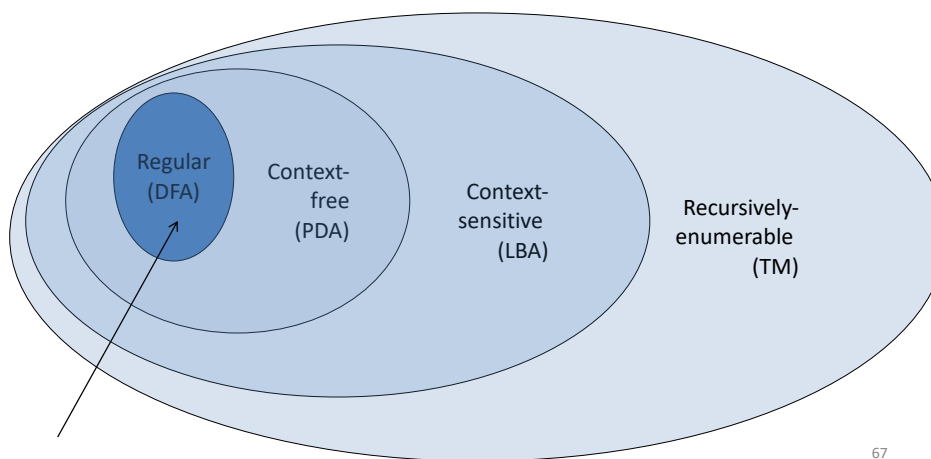 Regular
(DFA)
Context-
free
(PDA)
Context-
sensitive
(LBA)
Recursively-
enumerable
(TM)
67